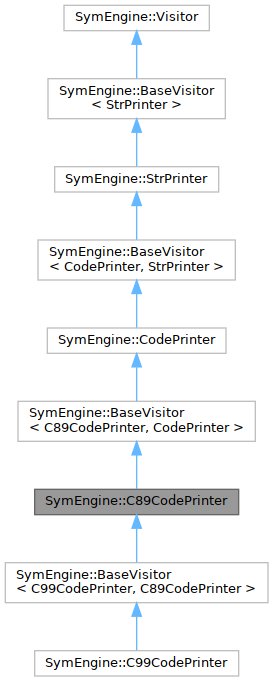 SymEngine::Visitor
SymEngine::BaseVisitor
< StrPrinter >
SymEngine::StrPrinter
SymEngine::BaseVisitor
< CodePrinter, StrPrinter >
SymEngine::CodePrinter
SymEngine::BaseVisitor
< C89CodePrinter, CodePrinter >
SymEngine::C89CodePrinter
SymEngine::BaseVisitor
< C99CodePrinter, C89CodePrinter >
SymEngine::C99CodePrinter